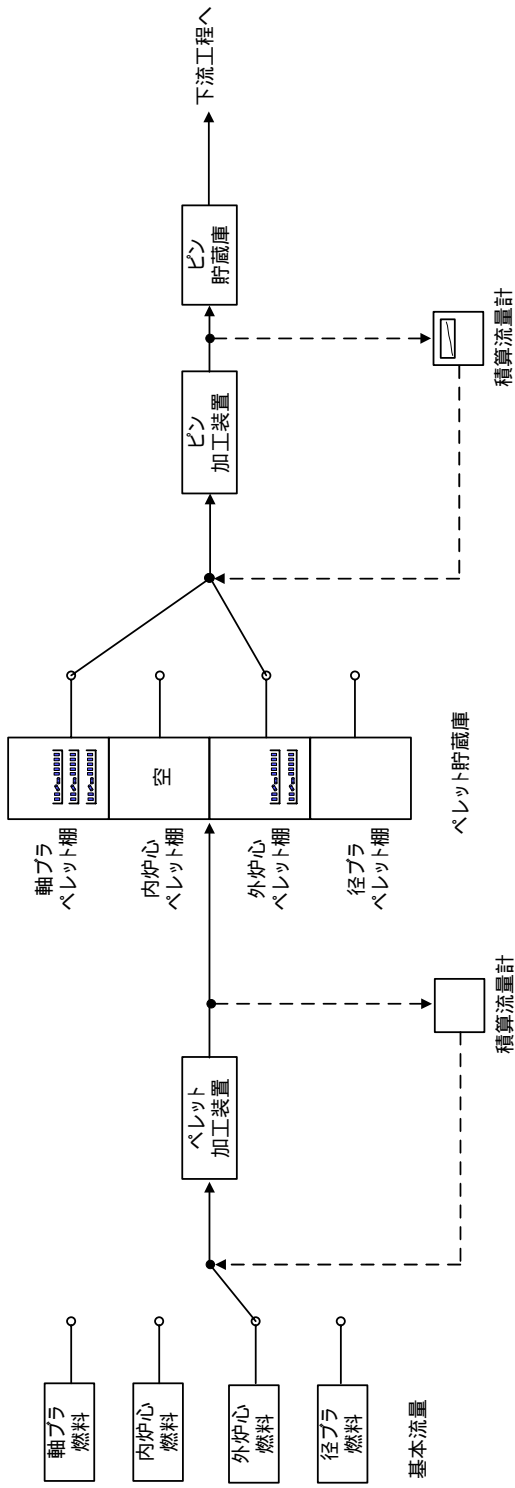 軸ブラ
燃料
内炉心
燃料
外炉心
燃料
径ブラ
燃料
基本流量
ペレット
加工装置
積算流量計
軸ブラ
ペレット棚
内炉心
ペレット棚
外炉心
ペレット棚
径ブラ
ペレット棚
空
ペレット貯蔵庫
ピン
加工装置
積算流量計
ピン
貯蔵庫
下流工程へ